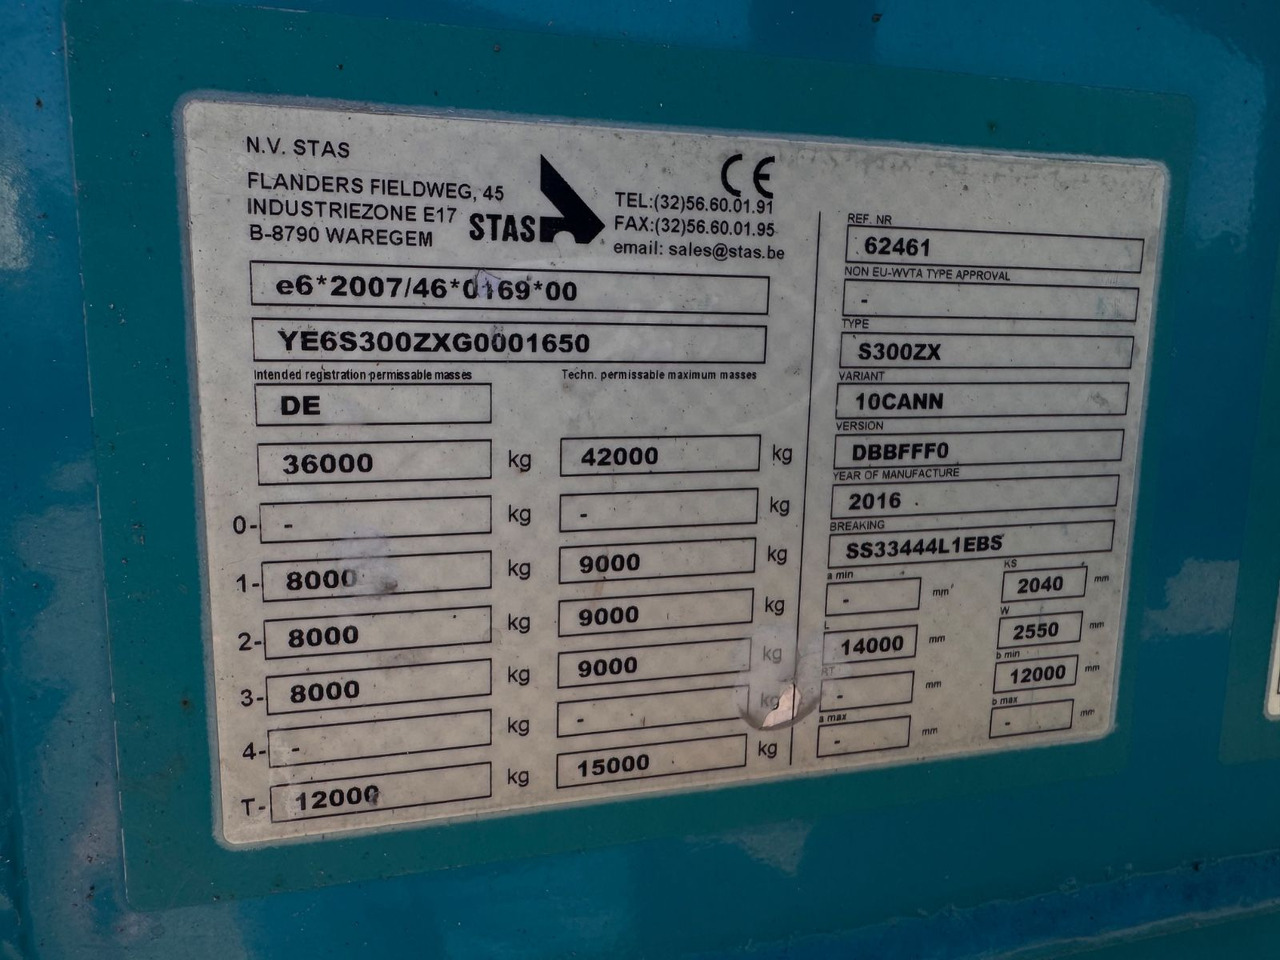 N.V. STAS
FLANDERS FIELDWEG, 45
INDUSTRIEZONE E17
B-8790 WAREGEM
STAS
CE
TEL:(32)56.60.01.91
FAX:(32)56.60.01.95
email: sales@stas.be
e6*2007/46*0169*00
YE6S300ZXG0001650
Intended registration permissable masses
Techn. permissable maximum masses
DE
36000 kg 42000 kg
0- - kg - kg
1- 8000 kg 9000 kg
2- 8000 kg 9000 kg
3- 8000 kg 9000 kg
4- - kg - kg
T- 12000 kg 15000 kg
REF. NR
62461
NON EU-WVTA TYPE APPROVAL
-
TYPE
S300ZX
VARIANT
10CANN
VERSION
DBBFFF0
YEAR OF MANUFACTURE
2016
BREAKING
SS33444L1EBS
a min KS
- mm 2040 mm
L W
14000 mm 2550 mm
RT b min
- mm 12000 mm
a max b max
- mm - mm